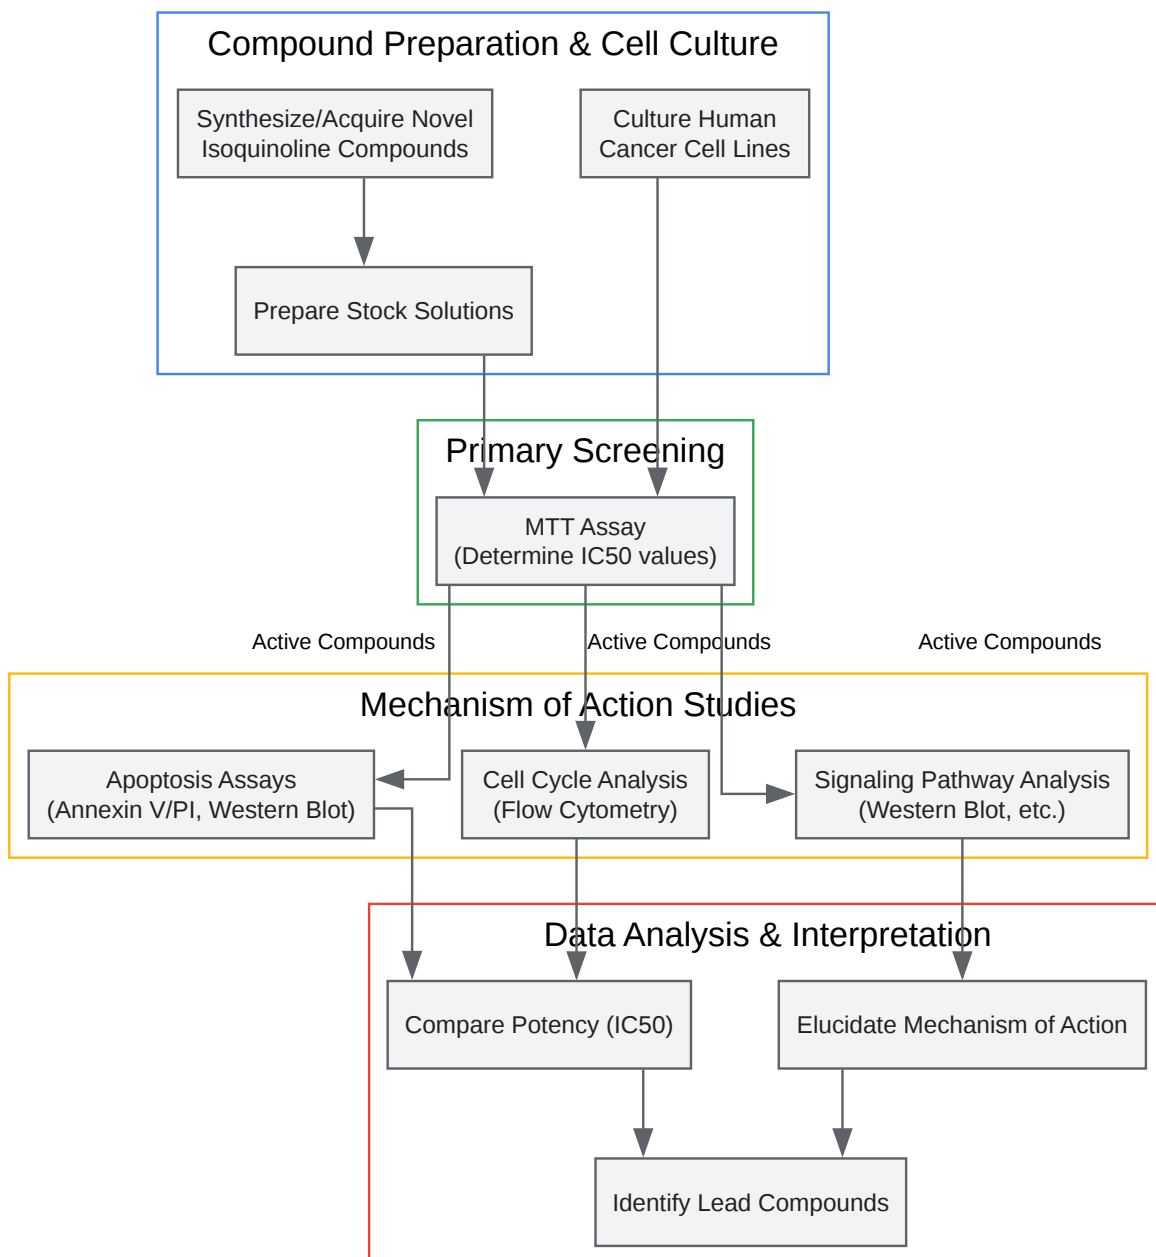 Compound Preparation & Cell Culture
Synthesize/Acquire Novel
Isoquinoline Compounds
Culture Human
Cancer Cell Lines
Prepare Stock Solutions
Primary Screening
MTT Assay
(Determine IC50 values)
Active Compounds
Active Compounds
Active Compounds
Mechanism of Action Studies
Apoptosis Assays
(Annexin V/PI, Western Blot)
Cell Cycle Analysis
(Flow Cytometry)
Signaling Pathway Analysis
(Western Blot, etc.)
Data Analysis & Interpretation
Compare Potency (IC50)
Elucidate Mechanism of Action
Identify Lead Compounds